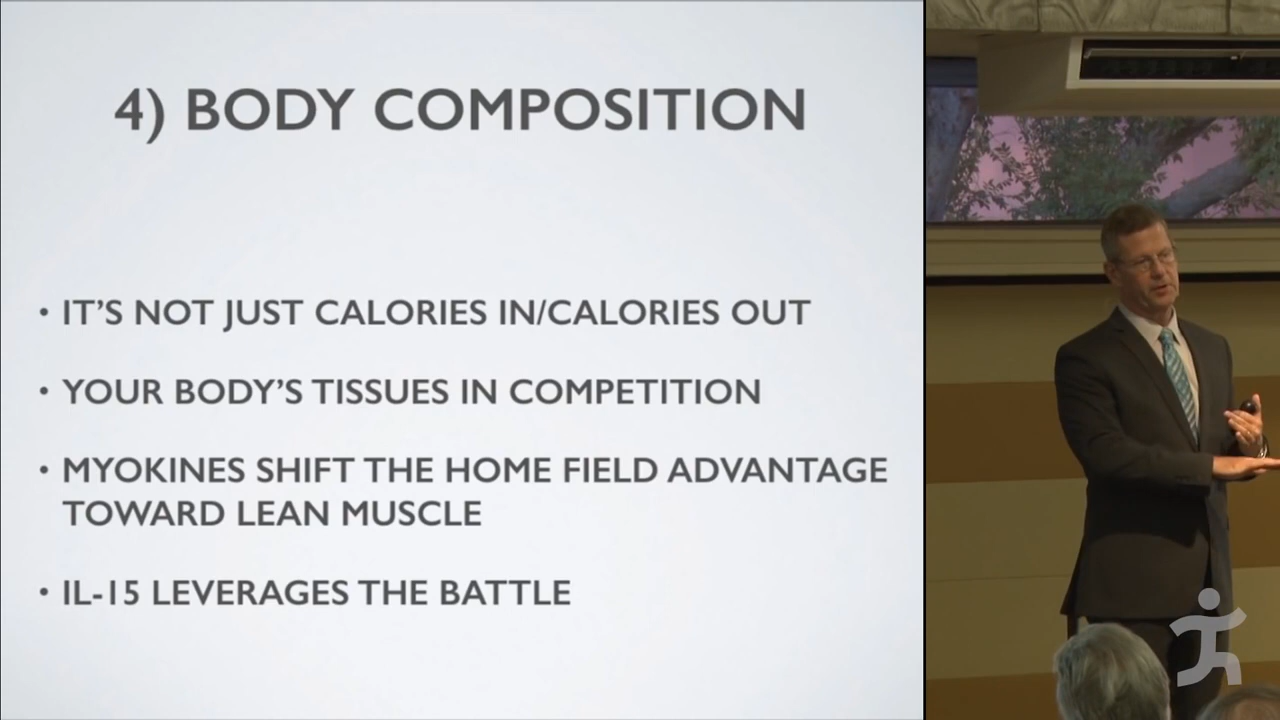 4) BODY COMPOSITION
• IT'S NOT JUST CALORIES IN/CALORIES OUT
• YOUR BODY'S TISSUES IN COMPETITION
• MYOKINES SHIFT THE HOME FIELD ADVANTAGE
TOWARD LEAN MUSCLE
• IL-15 LEVERAGES THE BATTLE